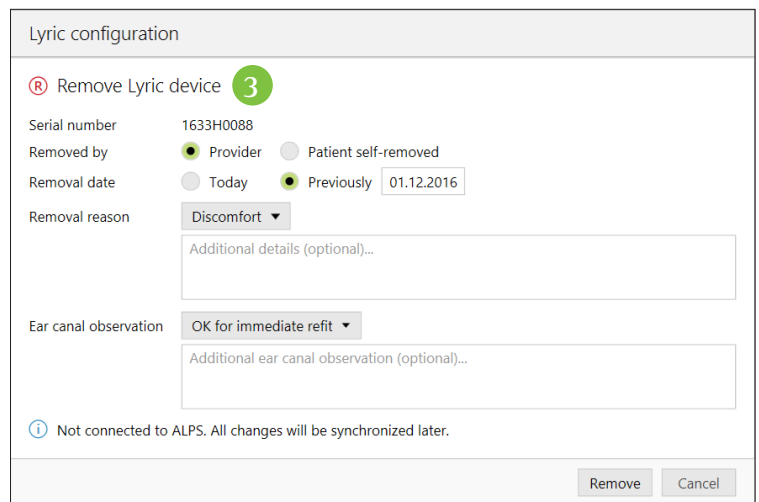 Lyric configuration
R Remove Lyric device 3
Serial number 1633H0088
Removed by Provider Patient self-removed
Removal date Today Previously 01.12.2016
Removal reason Discomfort
Additional details (optional)...
Ear canal observation OK for immediate refit
Additional ear canal observation (optional)...
i Not connected to ALPS. All changes will be synchronized later.
Remove Cancel